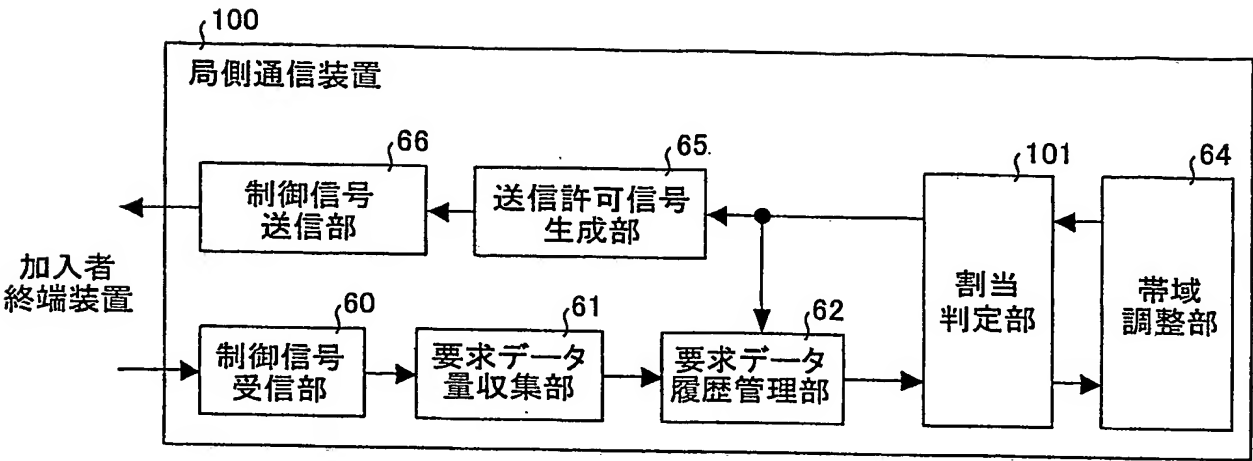 100
局側通信装置
66
制御信号
送信部
65
送信許可信号
生成部
101
割当
判定部
64
帯域
調整部
加入者
終端装置
60
制御信号
受信部
61
要求データ
量収集部
62
要求データ
履歴管理部